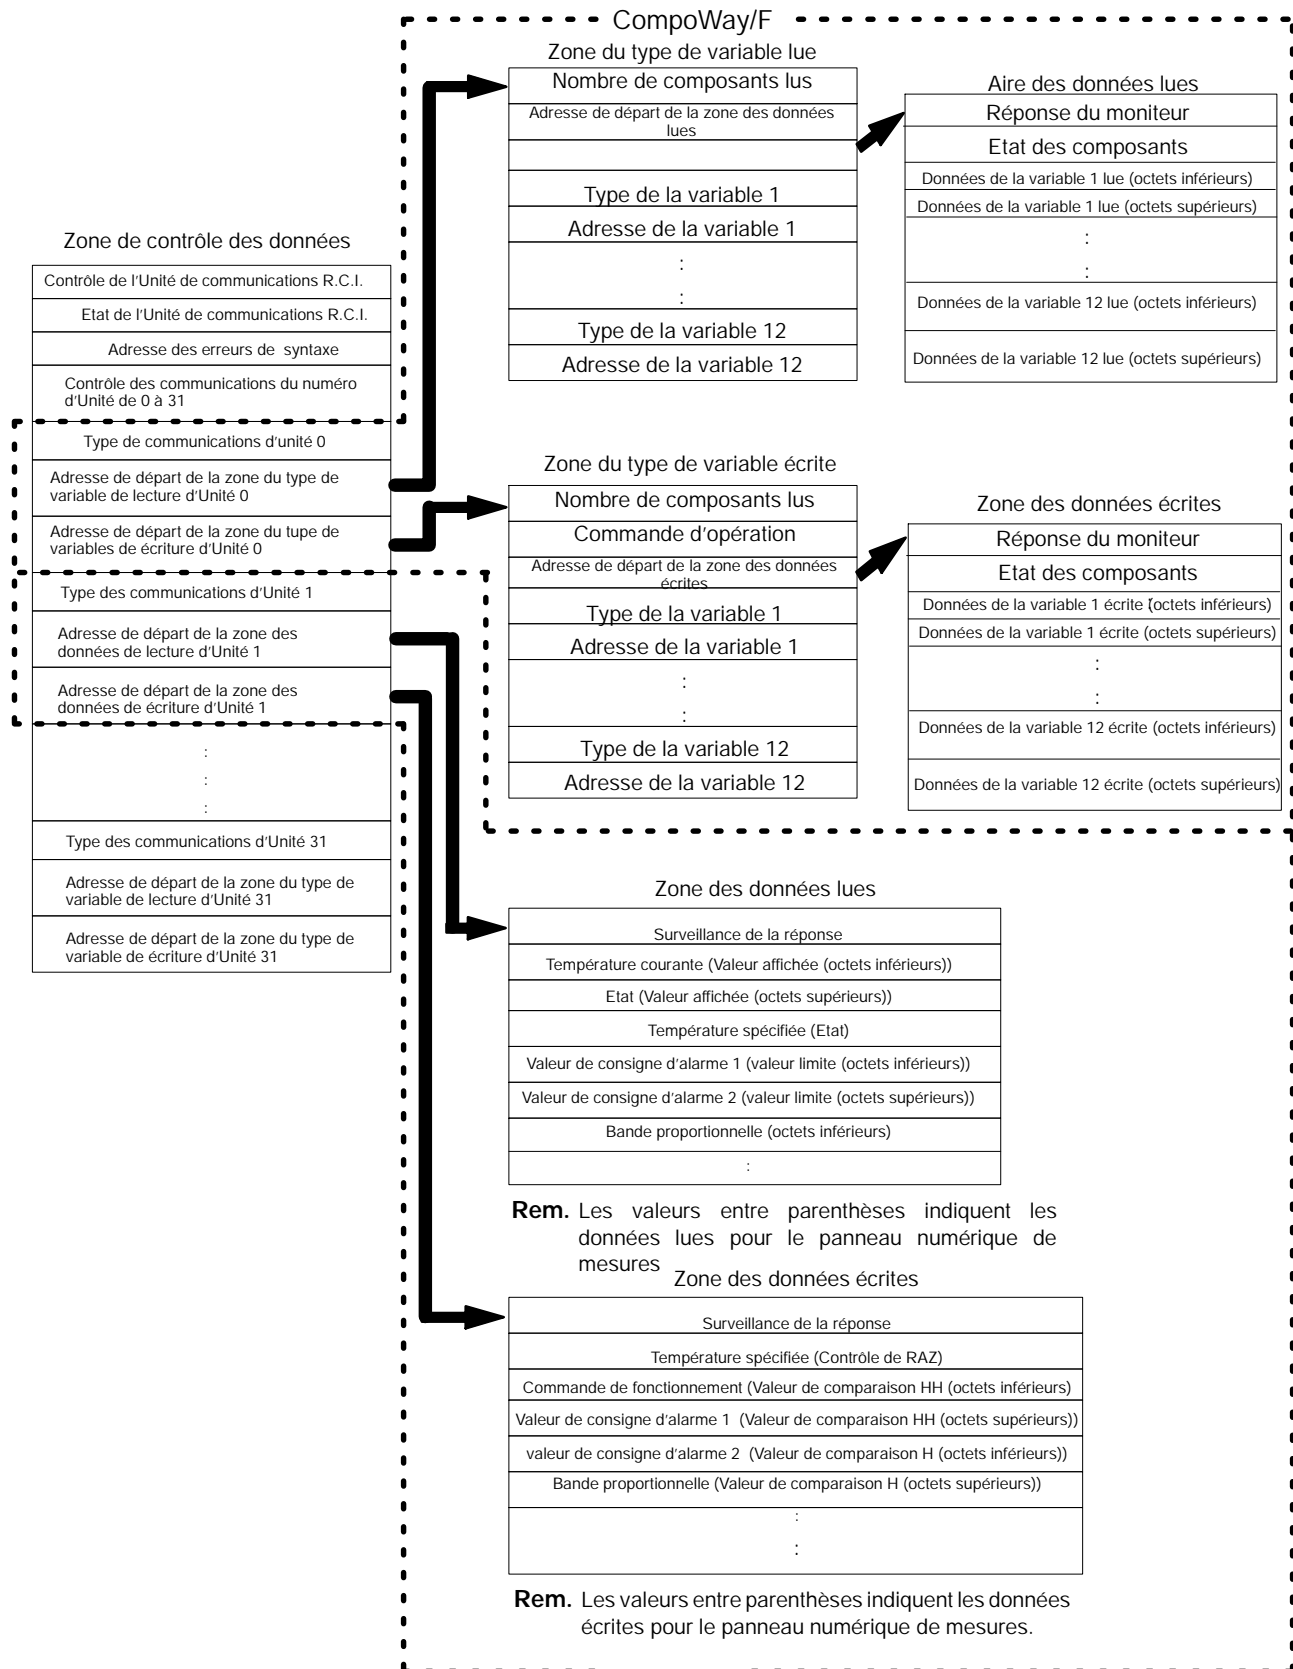 CompoWay/F
Zone du type de variable lue
Nombre de composants lus
Adresse de départ de la zone des données
lues
Type de la variable 1
Adresse de la variable 1
:
:
Type de la variable 12
Adresse de la variable 12
Aire des données lues
Réponse du moniteur
Etat des composants
Données de la variable 1 lue (octets inférieurs)
Données de la variable 1 lue (octets supérieurs)
:
:
Données de la variable 12 lue (octets inférieurs)
Données de la variable 12 lue (octets supérieurs)
Zone de contrôle des données
Contrôle de l'Unité de communications R.C.I.
Etat de l'Unité de communications R.C.I.
Adresse des erreurs de syntaxe
Contrôle des communications du numéro
d'Unité de 0 à 31
Type de communications d'unité 0
Adresse de départ de la zone du type de
variable de lecture d'Unité 0
Adresse de départ de la zone du tupe de
variables de écriture d'Unité 0
Type des communications d'Unité 1
Adresse de départ de la zone des
données de lecture d'Unité 1
Adresse de départ de la zone des
données de écriture d'Unité 1
:
:
:
Type des communications d'Unité 31
Adresse de départ de la zone du type de
variable de lecture d'Unité 31
Adresse de départ de la zone du type de
variable de écriture d'Unité 31
Zone du type de variable écrite
Nombre de composants lus
Commande d'opération
Adresse de départ de la zone des données
écrites
Type de la variable 1
Adresse de la variable 1
:
:
Type de la variable 12
Adresse de la variable 12
Zone des données écrites
Réponse du moniteur
Etat des composants
Données de la variable 1 écrite (octets inférieurs)
Données de la variable 1 écrite (octets supérieurs)
:
:
Données de la variable 12 écrite (octets inférieurs)
Données de la variable 12 écrite (octets supérieurs)
Zone des données lues
Surveillance de la réponse
Température courante (Valeur affichée (octets inférieurs))
Etat (Valeur affichée (octets supérieurs))
Température spécifiée (Etat)
Valeur de consigne d'alarme 1 (valeur limite (octets inférieurs))
Valeur de consigne d'alarme 2 (valeur limite (octets supérieurs))
Bande proportionnelle (octets inférieurs)
:
Rem. Les valeurs entre parenthèses indiquent les
données lues pour le panneau numérique de
mesures
Zone des données écrites
Surveillance de la réponse
Température spécifiée (Contrôle de RAZ)
Commande de fonctionnement (Valeur de comparaison HH (octets inférieurs)
Valeur de consigne d'alarme 1 (Valeur de comparaison HH (octets supérieurs))
valeur de consigne d'alarme 2 (Valeur de comparaison H (octets inférieurs))
Bande proportionnelle (Valeur de comparaison H (octets supérieurs))
:
:
Rem. Les valeurs entre parenthèses indiquent les données
écrites pour le panneau numérique de mesures.